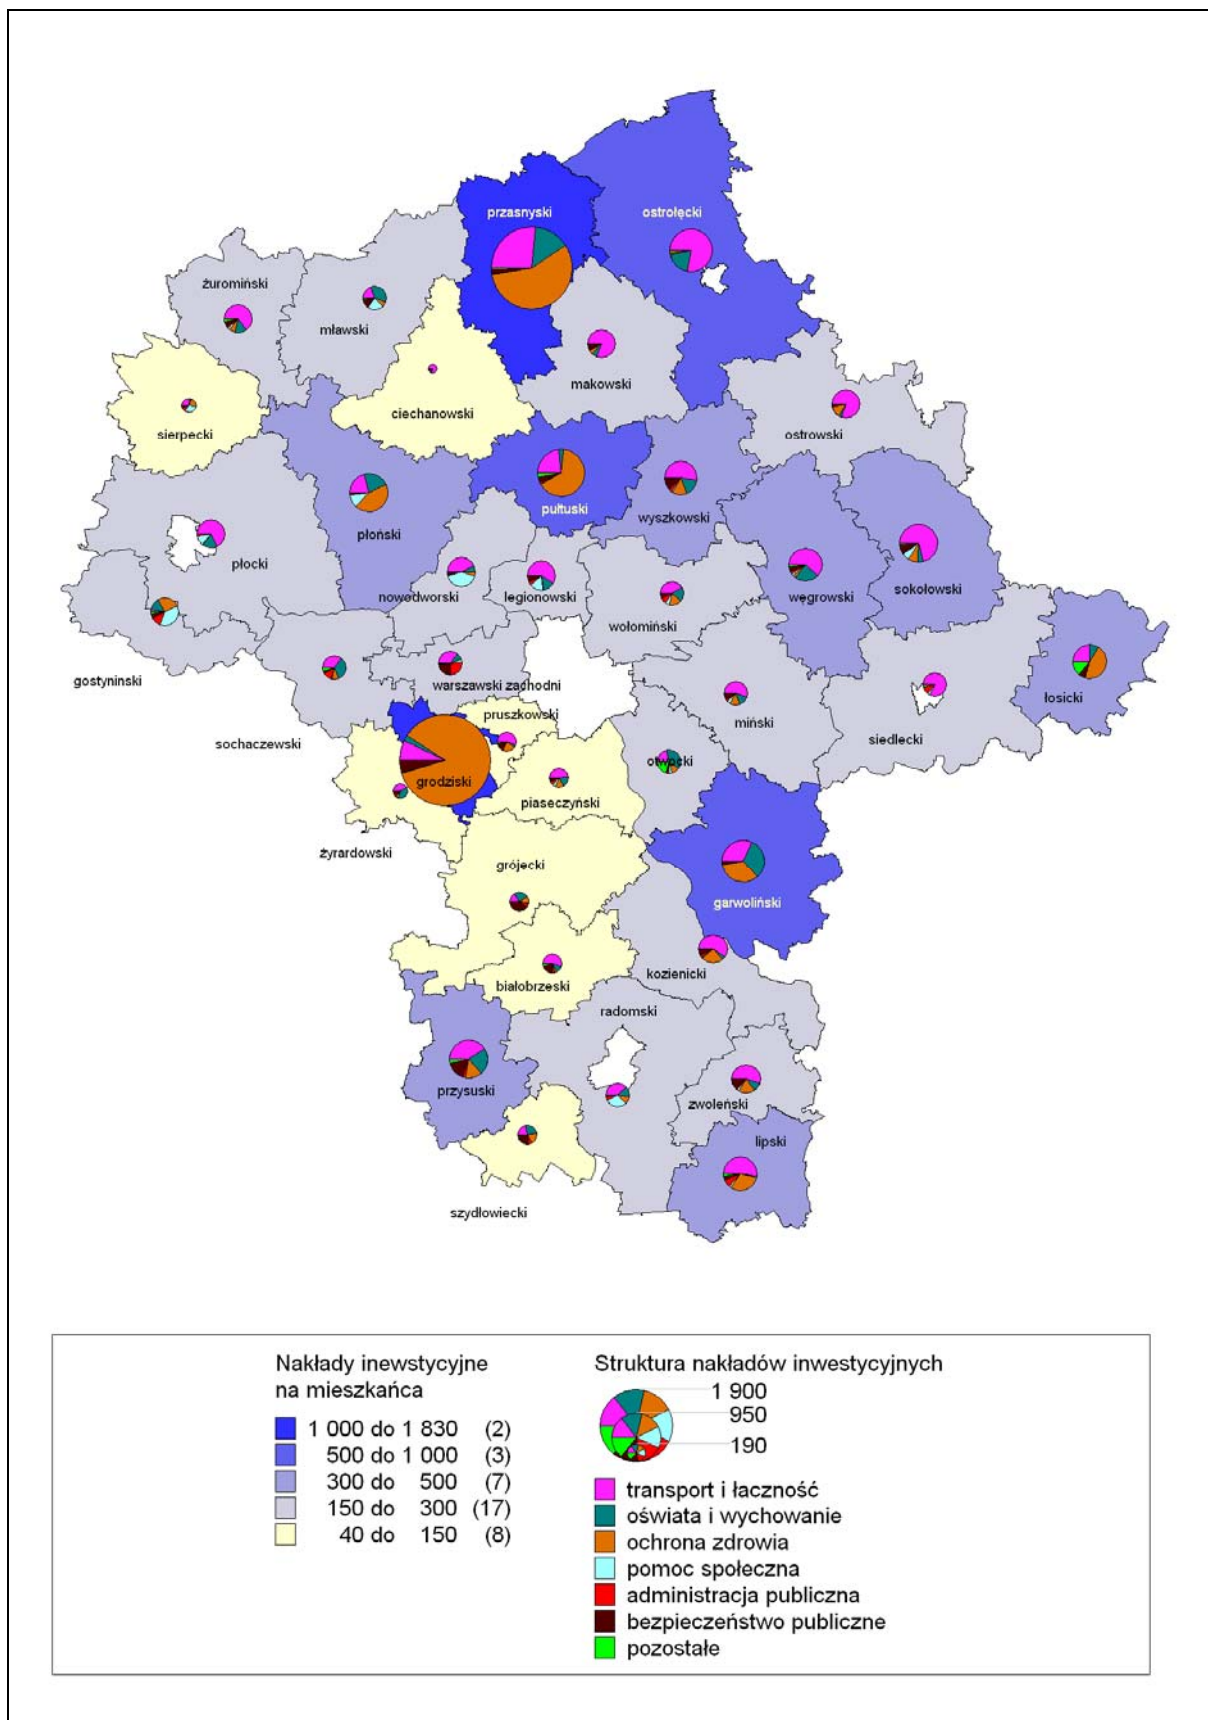 przasnyski
ostrołęcki
żuromiński
mławski
makowski
ciechanowski
sierpecki
ostrowski
pułtuski
wyszkowski
płoński
płocki
nowodworski
legionowski
wołomiński
węgrowski
sokołowski
gostyninski
warszawski zachodni
łosicki
pruszkowski
miński
siedlecki
sochaczewski
otwocki
grodziski
piaseczyński
żyrardowski
grójecki
garwoliński
kozienicki
białobrzeski
radomski
przysuski
zwoleński
lipski
szydłowiecki
Nakłady inewstycyjne
na mieszkańca
1 000 do 1 830 (2)
500 do 1 000 (3)
300 do 500 (7)
150 do 300 (17)
40 do 150 (8)
Struktura nakładów inwestycyjnych
1 900
950
190
transport i łaczność
oświata i wychowanie
ochrona zdrowia
pomoc społeczna
administracja publiczna
bezpieczeństwo publiczne
pozostałe